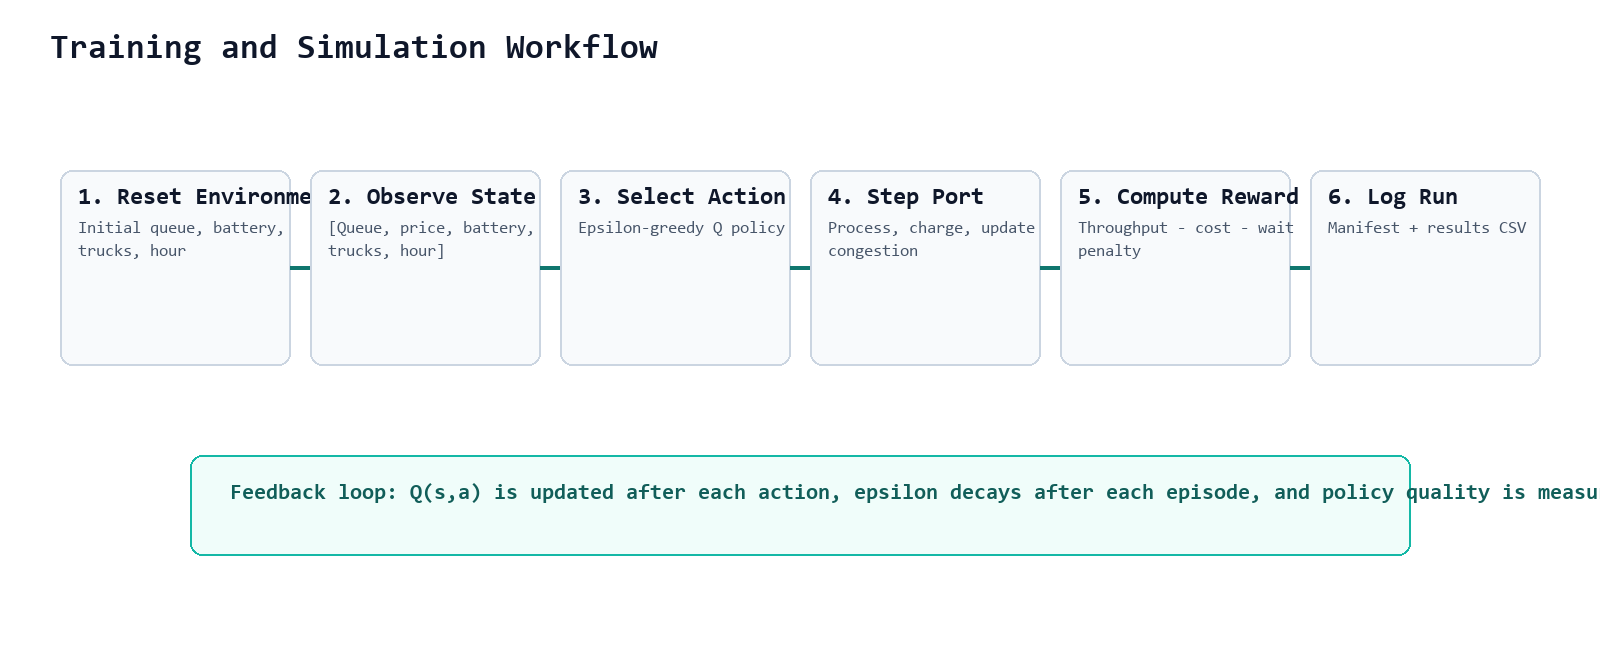 Training and Simulation Workflow
1. Reset Environme
Initial queue, battery,
trucks, hour
2. Observe State
[Queue, price, battery,
trucks, hour]
3. Select Action
Epsilon-greedy Q policy
4. Step Port
Process, charge, update
congestion
5. Compute Reward
Throughput - cost - wait
penalty
6. Log Run
Manifest + results CSV
Feedback loop: Q(s,a) is updated after each action, epsilon decays after each episode, and policy quality is measu